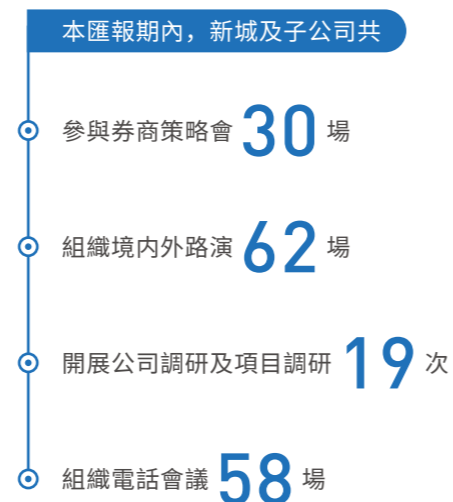 本匯報期內，新城及子公司共
參與券商策略會 30 場
組織境內外路演 62 場
開展公司調研及項目調研 19 次
組織電話會議 58 場